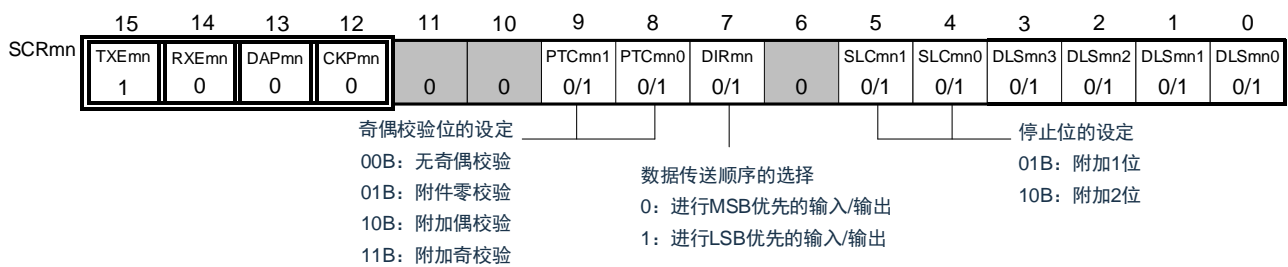 15 14 13 12 11 10 9 8 7 6 5 4 3 2 1 0
SCRmn
TXEmn RXEmn DAPmn CKPmn PTCmn1 PTCmn0 DIRmn SLCmn1 SLCmn0 DLSmn3 DLSmn2 DLSmn1 DLSmn0
1 0 0 0 0 0 0/1 0/1 0/1 0 0/1 0/1 0/1 0/1 0/1 0/1
奇偶校验位的设定
00B：无奇偶校验
01B：附件零校验
10B：附加偶校验
11B：附加奇校验
数据传送顺序的选择
0：进行MSB优先的输入/输出
1：进行LSB优先的输入/输出
停止位的设定
01B：附加1位
10B：附加2位